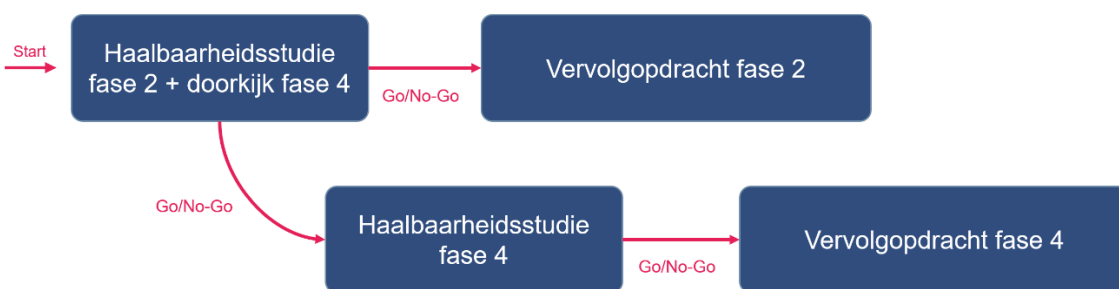 Start
Haalbaarheidsstudie
fase 2 + doorkijk fase 4
Go/No-Go
Vervolgopdracht fase 2
Go/No-Go
Haalbaarheidsstudie
fase 4
Go/No-Go
Vervolgopdracht fase 4